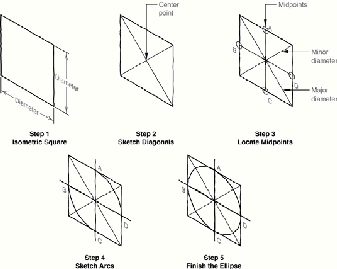 Center
point
Midpoints
Minor
diameter
Major
diameter
Diameter
Diameter
Step 1
Isometric Square
Step 2
Sketch Diagonals
Step 3
Locate Midpoints
Step 4
Sketch Arcs
Step 5
Finish the Ellipse